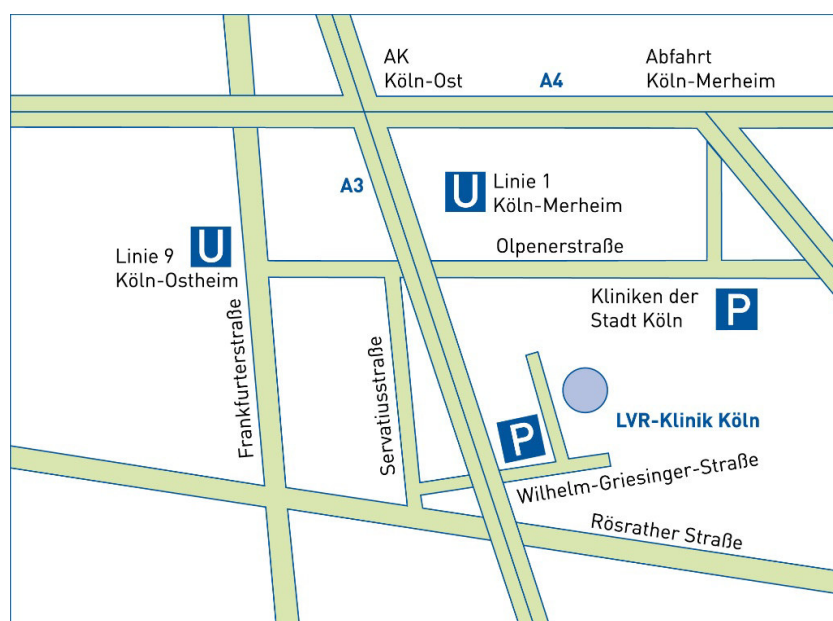 AK
Köln-Ost
A4
Abfahrt
Köln-Merheim
A3
U
Linie 1
Köln-Merheim
U
Linie 9
Köln-Ostheim
Olpenerstraße
Kliniken der
Stadt Köln
P
Frankfurterstraße
Servatiusstraße
P
LVR-Klinik Köln
Wilhelm-Griesinger-Straße
Rösrather Straße